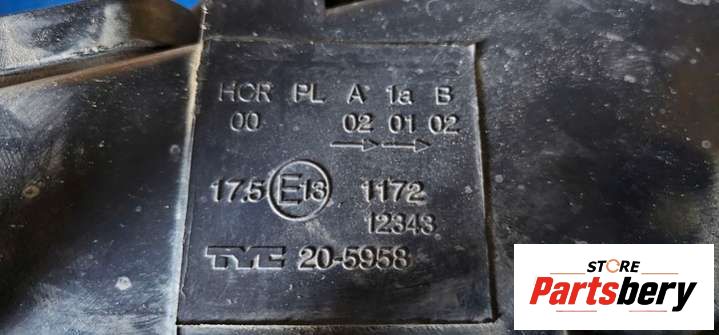 HCR PL A 1a B
00 02 01 02
17.5 E13 1172
12343
TYC 20-5958
STORE
Partsbery